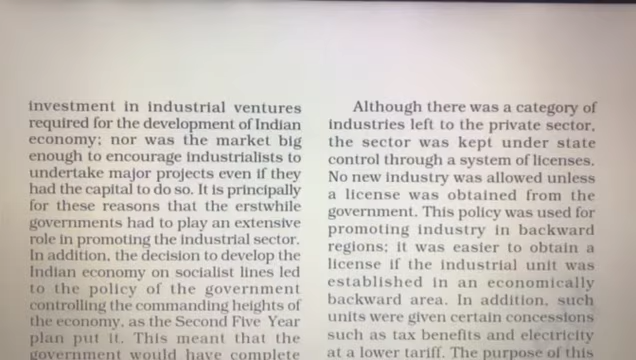 investment in industrial ventures
required for the development of Indian
economy; nor was the market big
enough to encourage industrialists to
undertake major projects even if they
had the capital to do so. It is principally
for these reasons that the erstwhile
governments had to play an extensive
role in promoting the industrial sector.
In addition, the decision to develop the
Indian economy on socialist lines led
to the policy of the government
controlling the commanding heights of
the economy, as the Second Five Year
plan put it. This meant that the
government would have complete
Although there was a category of
industries left to the private sector,
the sector was kept under state
control through a system of licenses.
No new industry was allowed unless
a license was obtained from the
government. This policy was used for
promoting industry in backward
regions; it was easier to obtain a
license if the industrial unit was
established in an economically
backward area. In addition, such
units were given certain concessions
such as tax benefits and electricity
at a lower tariff. The purpose of this